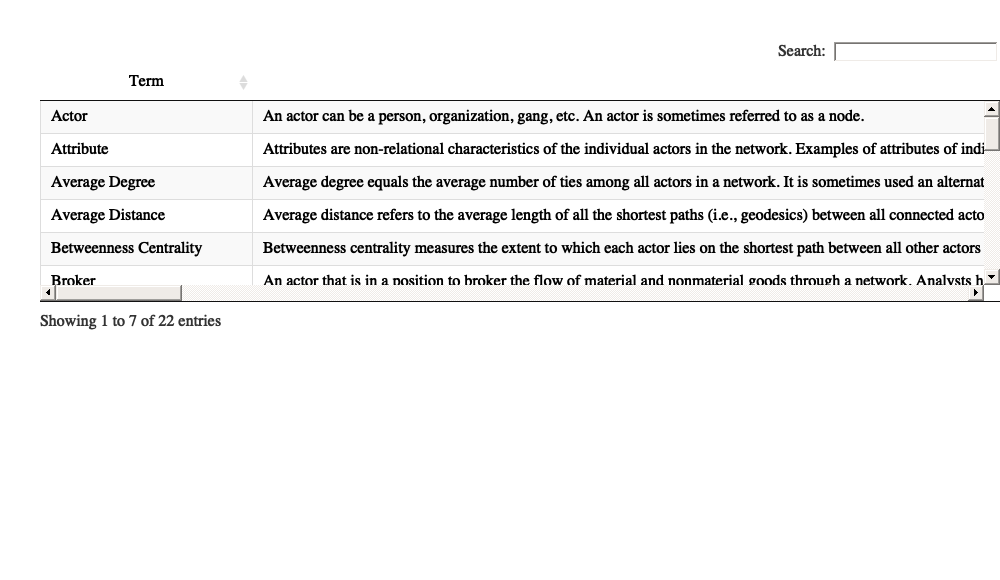 Search:
Term
Actor An actor can be a person, organization, gang, etc. An actor is sometimes referred to as a node.
Attribute Attributes are non-relational characteristics of the individual actors in the network. Examples of attributes of indi
Average Degree Average degree equals the average number of ties among all actors in a network. It is sometimes used an alternat
Average Distance Average distance refers to the average length of all the shortest paths (i.e., geodesics) between all connected acto
Betweenness Centrality Betweenness centrality measures the extent to which each actor lies on the shortest path between all other actors
Broker An actor that is in a position to broker the flow of material and nonmaterial goods through a network. Analysts h
Showing 1 to 7 of 22 entries